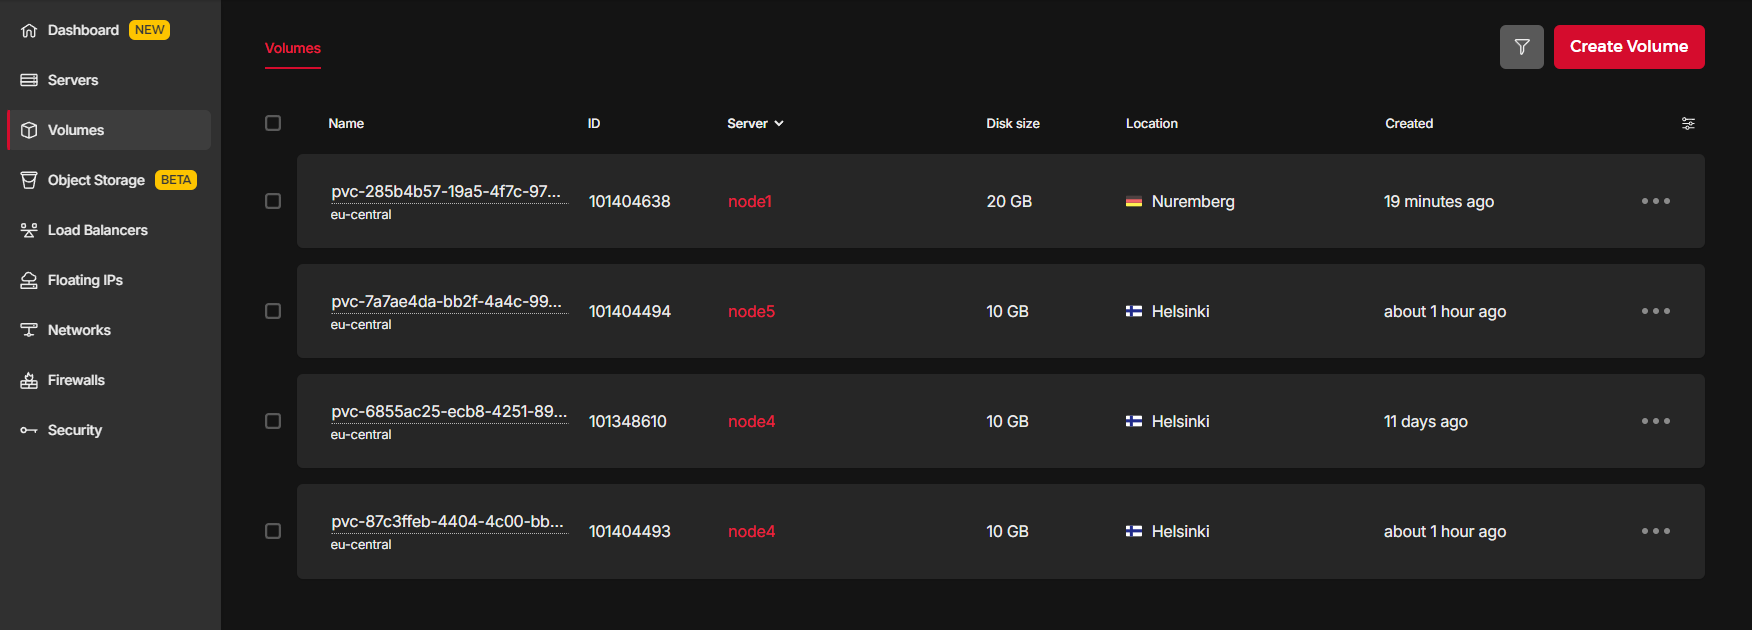 Dashboard NEW
Servers
Volumes
Object Storage BETA
Load Balancers
Floating IPs
Networks
Firewalls
Security
Volumes
Create Volume
Name ID Server Disk size Location Created
pvc-285b4b57-19a5-4f7c-97... 101404638 node1 20 GB Nuremberg 19 minutes ago
eu-central
pvc-7a7ae4da-bb2f-4a4c-99... 101404494 node5 10 GB Helsinki about 1 hour ago
eu-central
pvc-6855ac25-ecb8-4251-89... 101348610 node4 10 GB Helsinki 11 days ago
eu-central
pvc-87c3ffeb-4404-4c00-bb... 101404493 node4 10 GB Helsinki about 1 hour ago
eu-central